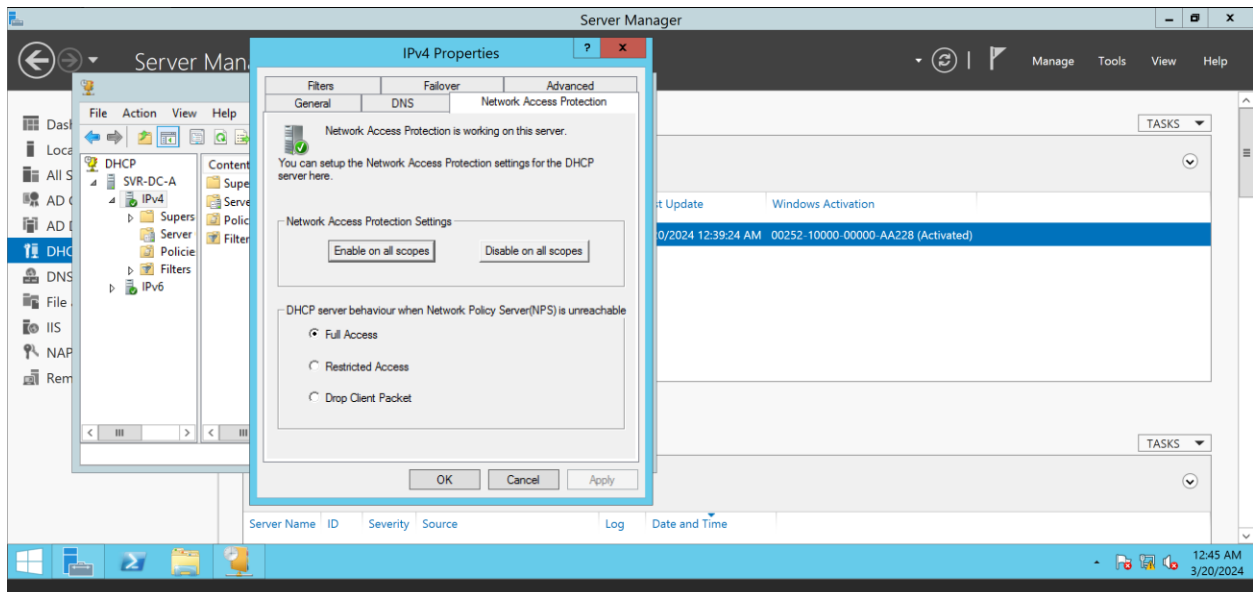 Server Manager
Server Man
Manage Tools View Help
IPv4 Properties
Filters Failover Advanced
General DNS Network Access Protection
Network Access Protection is working on this server.
You can setup the Network Access Protection settings for the DHCP
server here.
Network Access Protection Settings
Enable on all scopes Disable on all scopes
DHCP server behaviour when Network Policy Server(NPS) is unreachable
Full Access
Restricted Access
Drop Client Packet
OK Cancel Apply
File Action View Help
DHCP
SVR-DC-A
IPv4
Supers
Server
Policie
Filters
IPv6
Content
Supe
Serve
Polic
Filter
Dash
Loca
All S
AD
AD
DHC
DNS
File
IIS
NAP
Rem
TASKS
st Update Windows Activation
0/2024 12:39:24 AM 00252-10000-00000-AA228 (Activated)
TASKS
Server Name ID Severity Source Log Date and Time
12:45 AM
3/20/2024